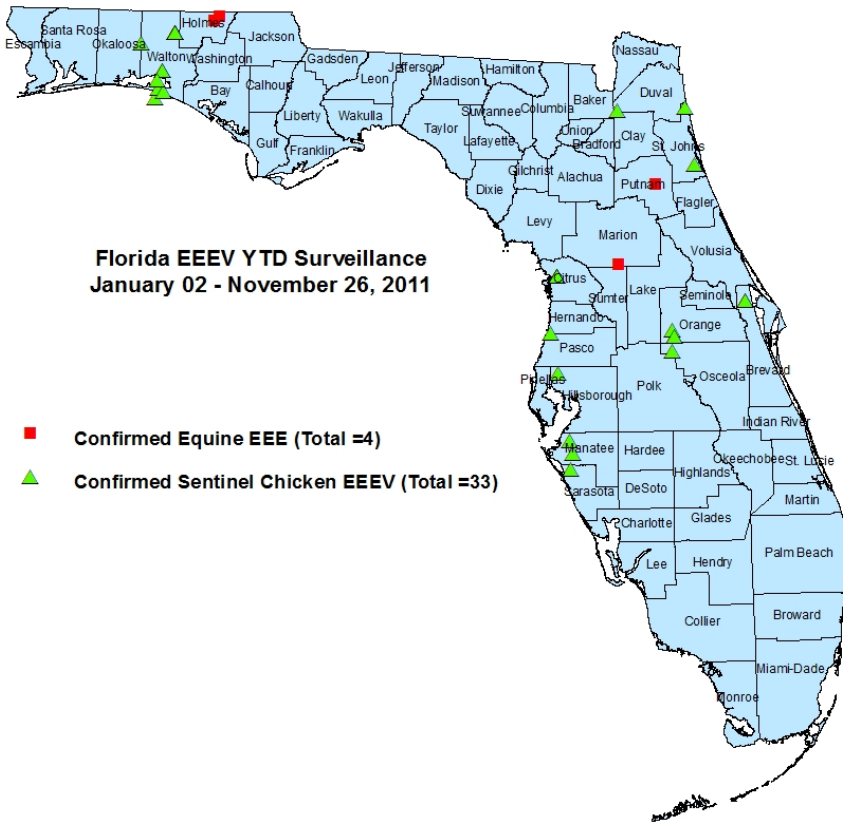 Holmes
Jackson
Santa Rosa
Escambia
Okaloosa
Walton
Washington
Gadsden
Jefferson
Hamilton
Nassau
Leon
Madison
Baker
Duval
Bay
Calhoun
Liberty
Wakulla
Suwannee
Columbia
Taylor
Lafayette
Union
Bradford
Clay
St. Johns
Gulf
Franklin
Gilchrist
Alachua
Putnam
Dixie
Flagler
Levy
Marion
Volusia
Florida EEEV YTD Surveillance
January 02 - November 26, 2011
Citrus
Sumter
Lake
Seminole
Hernando
Orange
Pasco
Osceola
Brevard
Pinellas
Hillsborough
Polk
Indian River
Confirmed Equine EEE (Total =4)
Manatee
Hardee
Okeechobee
St. Lucie
Highlands
Confirmed Sentinel Chicken EEEV (Total =33)
Sarasota
DeSoto
Martin
Charlotte
Glades
Lee
Hendry
Palm Beach
Collier
Broward
Miami-Dade
Monroe